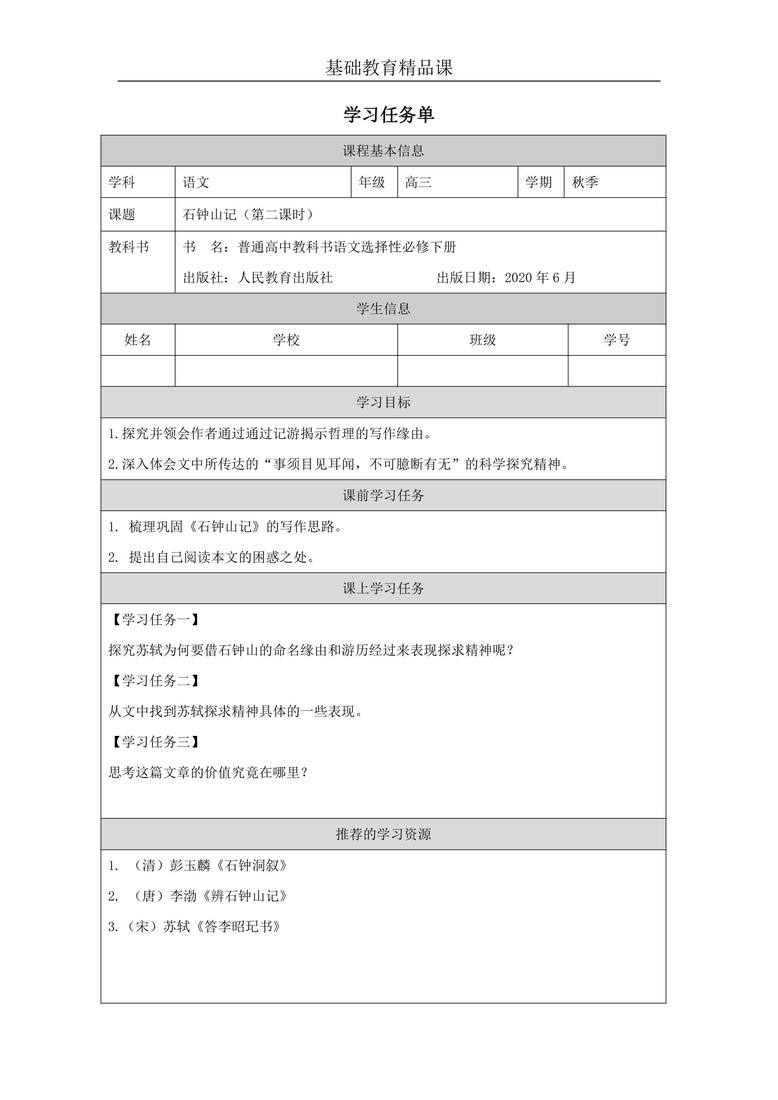 基础教育精品课
学习任务单
课程基本信息
学科 语文 年级 高三 学期 秋季
课题 石钟山记（第二课时）
教科书 书 名：普通高中教科书语文选择性必修下册
出版社：人民教育出版社 出版日期：2020 年 6 月
学生信息
姓名 学校 班级 学号
学习目标
1.探究并领会作者通过通过记游揭示哲理的写作缘由。
2.深入体会文中所传达的“事须目见耳闻，不可臆断有无”的科学探究精神。
课前学习任务
1. 梳理巩固《石钟山记》的写作思路。
2. 提出自己阅读本文的困惑之处。
课上学习任务
【学习任务一】
探究苏轼为何要借石钟山的命名缘由和游历经过来表现探求精神呢？
【学习任务二】
从文中找到苏轼探求精神具体的一些表现。
【学习任务三】
思考这篇文章的价值究竟在哪里？
推荐的学习资源
1. （清）彭玉麟《石钟洞叙》
2. （唐）李渤《辨石钟山记》
3.（宋）苏轼《答李昭玘书》